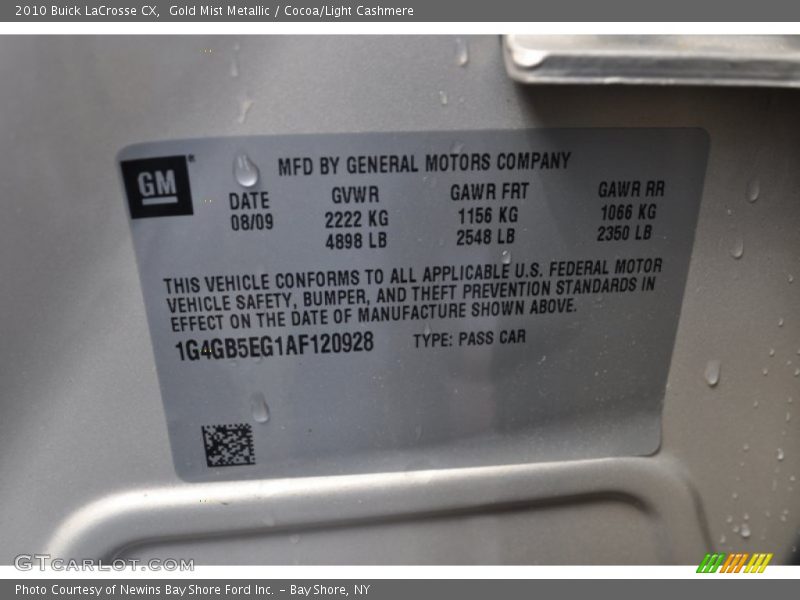 2010 Buick LaCrosse CX,  Gold Mist Metallic / Cocoa/Light Cashmere
GM
MFD BY GENERAL MOTORS COMPANY
DATE GVWR GAWR FRT GAWR RR
08/09 2222 KG 1156 KG 1066 KG
4898 LB 2548 LB 2350 LB
THIS VEHICLE CONFORMS TO ALL APPLICABLE U.S. FEDERAL MOTOR
VEHICLE SAFETY, BUMPER, AND THEFT PREVENTION STANDARDS IN
EFFECT ON THE DATE OF MANUFACTURE SHOWN ABOVE.
1G4GB5EG1AF120928 TYPE: PASS CAR
GTCarLot.com
Photo Courtesy of Newins Bay Shore Ford Inc. – Bay Shore, NY